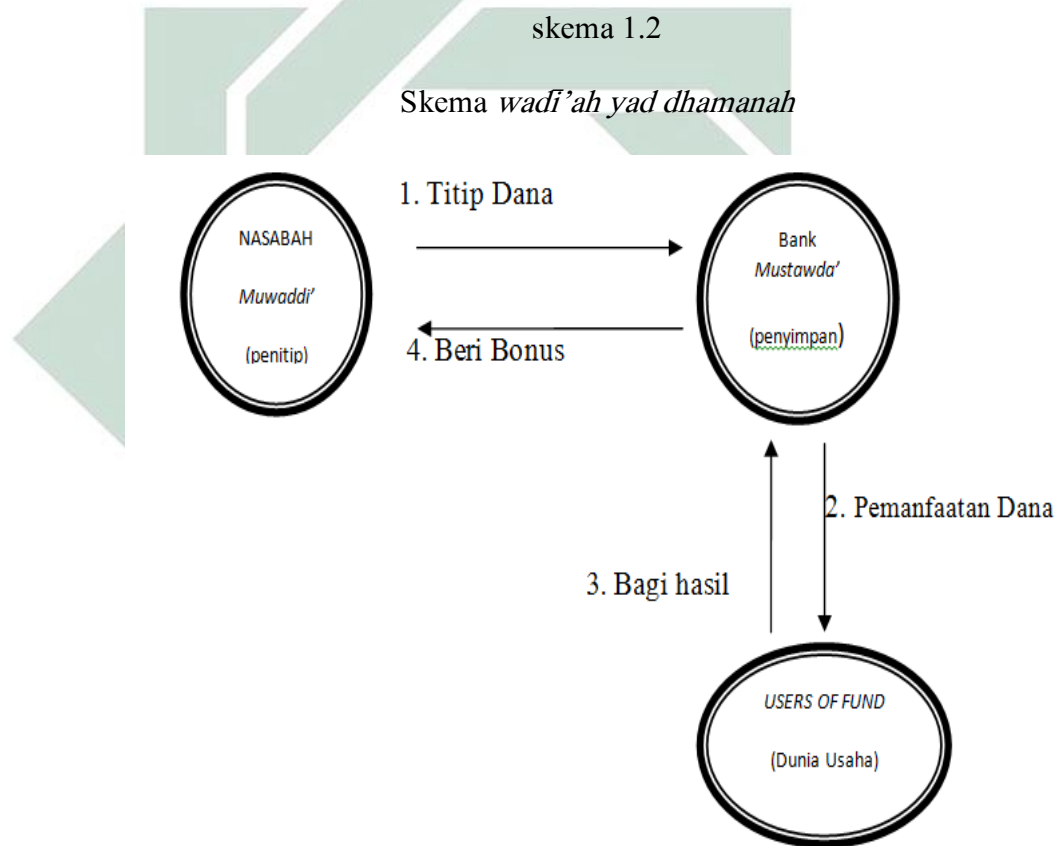 skema 1.2
Skema wadī’ah yad dhamanah
1. Titip Dana
NASABAH
Muwaddi’
(penitip)
Bank
Mustawda’
(penyimpan)
4. Beri Bonus
2. Pemanfaatan Dana
3. Bagi hasil
USERS OF FUND
(Dunia Usaha)